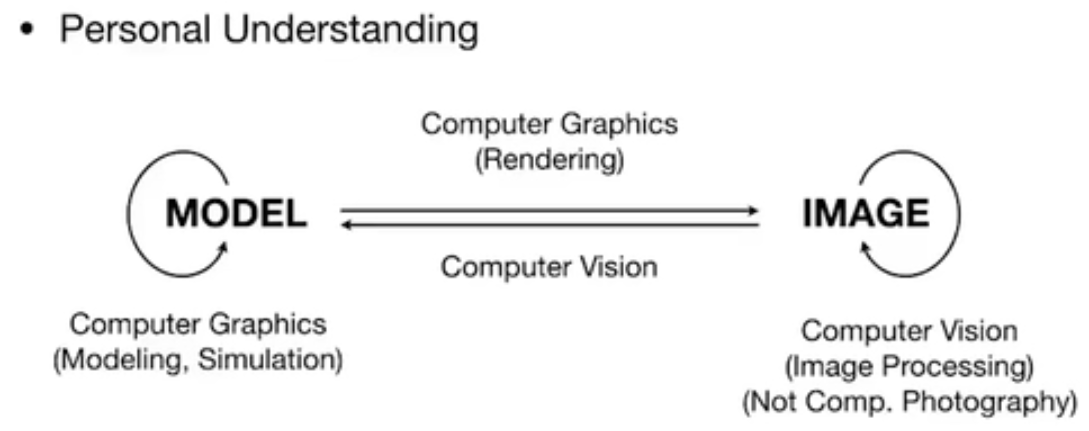 • Personal Understanding
Computer Graphics
(Rendering)
MODEL
IMAGE
Computer Vision
Computer Graphics
(Modeling, Simulation)
Computer Vision
(Image Processing)
(Not Comp. Photography)